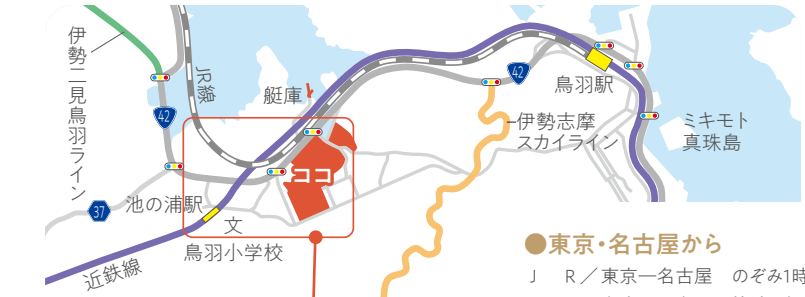 伊勢二見鳥羽ライン
JR線
42
艇庫
42
鳥羽駅
伊勢志摩
スカイライン
ミキモト
真珠島
ココ
池の浦駅
37
文
鳥羽小学校
近鉄線
●東京・名古屋から
J R／東京―名古屋 のぞみ1時